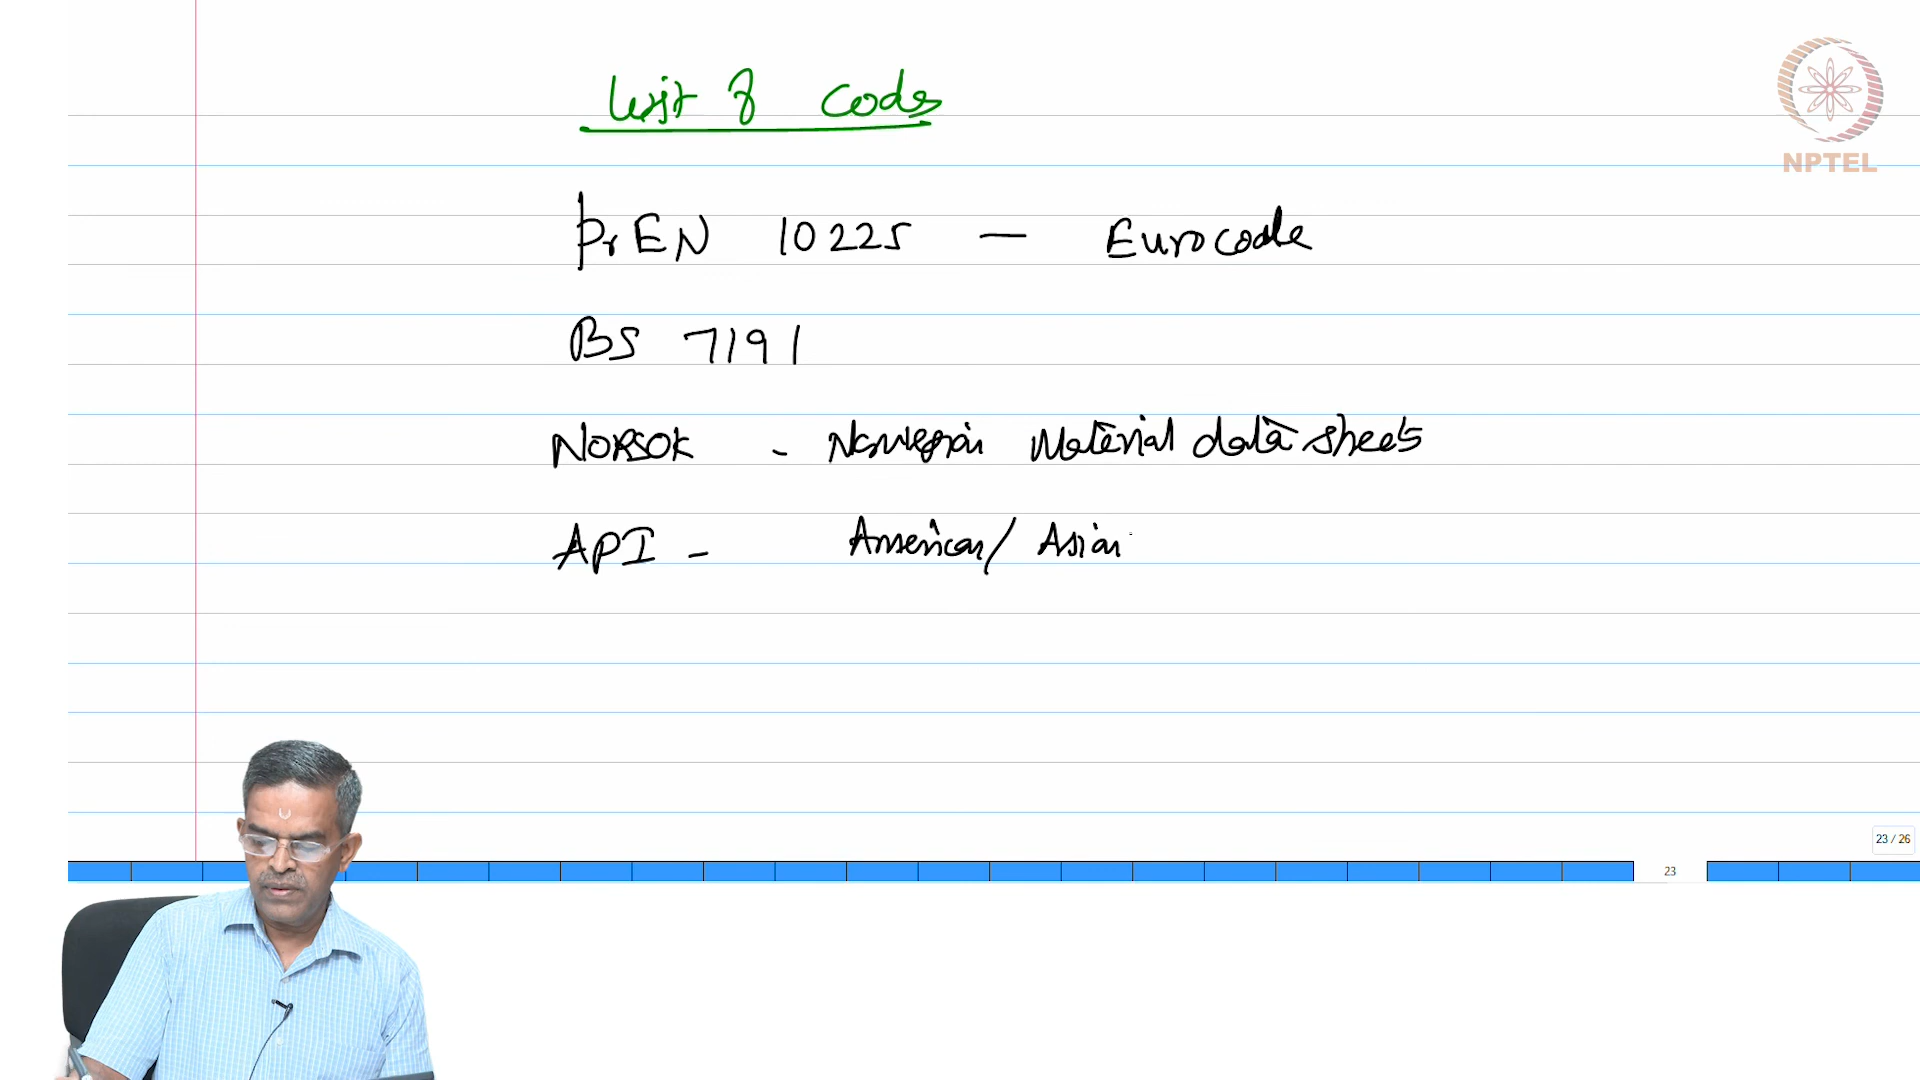 List of Codes
NPTEL
PrEN 10225 — Eurocode
BS 7191
NORSOK - Norwegian Material data sheets
API - American/ Asian
23 / 26
23